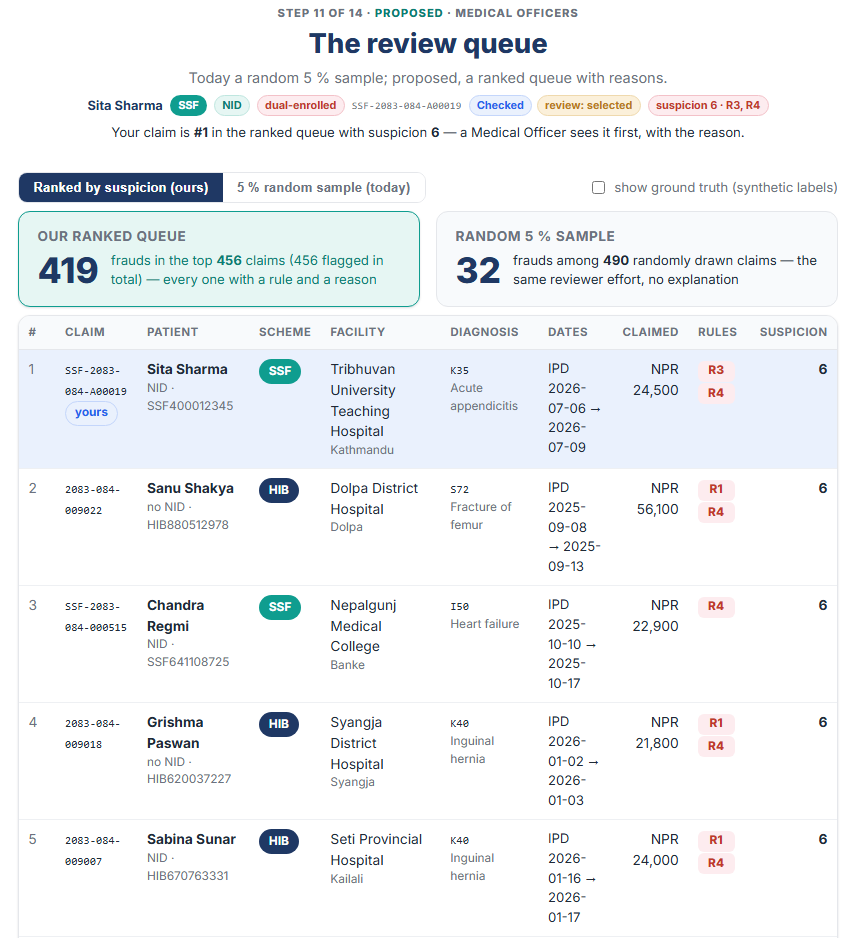 STEP 11 OF 14 · PROPOSED · MEDICAL OFFICERS
The review queue
Today a random 5 % sample; proposed, a ranked queue with reasons.
Sita Sharma SSF NID dual-enrolled SSF-2083-084-A00019 Checked review: selected suspicion 6 · R3, R4
Your claim is #1 in the ranked queue with suspicion 6 — a Medical Officer sees it first, with the reason.
Ranked by suspicion (ours) 5 % random sample (today) show ground truth (synthetic labels)
OUR RANKED QUEUE
419 frauds in the top 456 claims (456 flagged in
total) — every one with a rule and a reason
RANDOM 5 % SAMPLE
32 frauds among 490 randomly drawn claims — the
same reviewer effort, no explanation
# CLAIM PATIENT SCHEME FACILITY DIAGNOSIS DATES CLAIMED RULES SUSPICION
1
SSF-2083-
084-A00019
yours
Sita Sharma
NID ·
SSF400012345
SSF
Tribhuvan
University
Teaching
Hospital
Kathmandu
K35
Acute
appendicitis
IPD
2026-
07-06 →
2026-
07-09
NPR
24,500
R3
R4
6
2
2083-084-
009022
Sanu Shakya
no NID ·
HIB880512978
HIB
Dolpa District
Hospital
Dolpa
S72
Fracture of
femur
IPD
2025-
09-08
→ 2025-
09-13
NPR
56,100
R1
R4
6
3
SSF-2083-
084-000515
Chandra
Regmi
NID ·
SSF641108725
SSF
Nepalgunj
Medical
College
Banke
I50
Heart failure
IPD
2025-
10-10 →
2025-
10-17
NPR
22,900
R4
6
4
2083-084-
009018
Grishma
Paswan
no NID ·
HIB620037227
HIB
Syangja
District
Hospital
Syangja
K40
Inguinal
hernia
IPD
2026-
01-02 →
2026-
01-03
NPR
21,800
R1
R4
6
5
2083-084-
009007
Sabina Sunar
NID ·
HIB670763331
HIB
Seti Provincial
Hospital
Kailali
K40
Inguinal
hernia
IPD
2026-
01-16 →
2026-
01-17
NPR
24,000
R1
R4
6